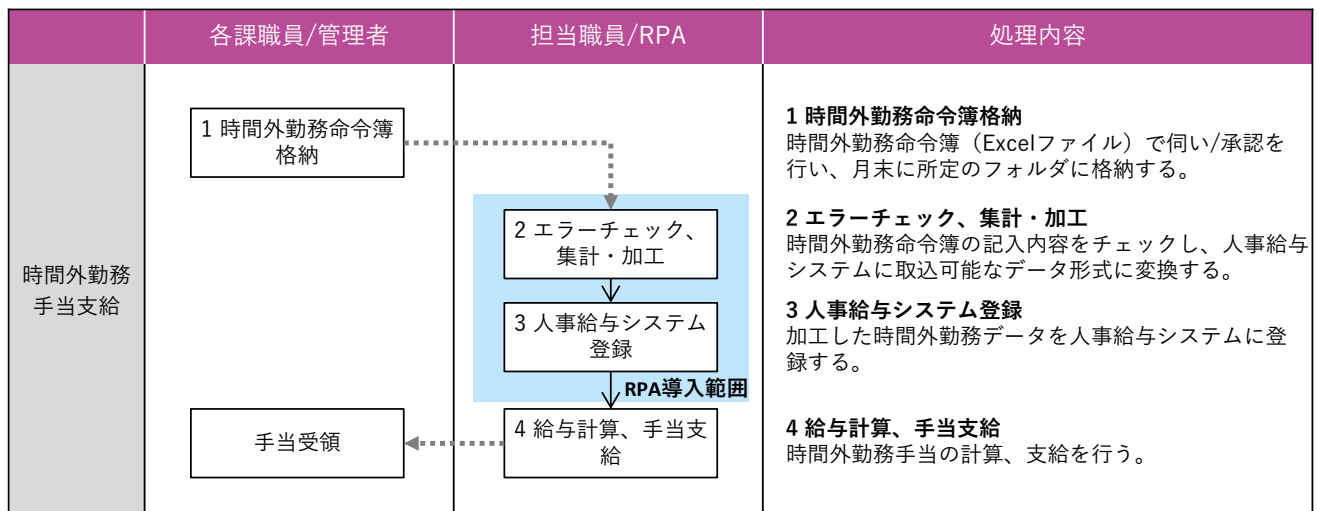 各課職員/管理者
担当職員/RPA
処理内容
時間外勤務
手当支給
1 時間外勤務命令簿
格納
2 エラーチェック、
集計・加工
3 人事給与システム
登録
RPA導入範囲
4 給与計算、手当支
給
手当受領
1 時間外勤務命令簿格納
時間外勤務命令簿（Excelファイル）で伺い/承認を
行い、月末に所定のフォルダに格納する。
2 エラーチェック、集計・加工
時間外勤務命令簿の記入内容をチェックし、人事給与
システムに取込可能なデータ形式に変換する。
3 人事給与システム登録
加工した時間外勤務データを人事給与システムに登
録する。
4 給与計算、手当支給
時間外勤務手当の計算、支給を行う。